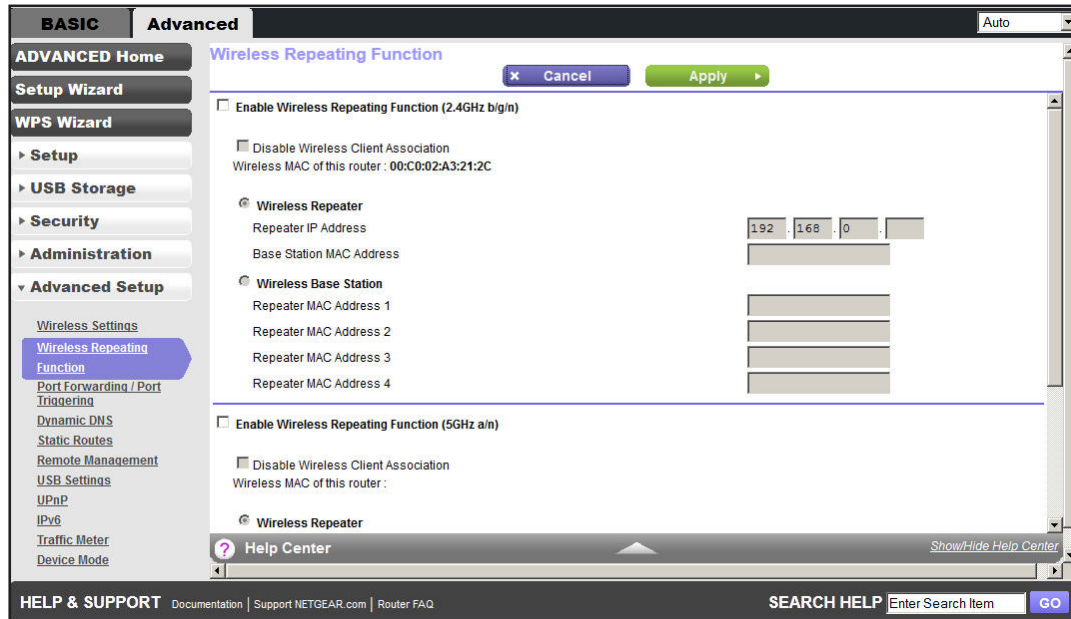 BASIC
Advanced
Auto
ADVANCED Home
Setup Wizard
WPS Wizard
Setup
USB Storage
Security
Administration
Advanced Setup
Wireless Settings
Wireless Repeating
Function
Port Forwarding / Port
Triggering
Dynamic DNS
Static Routes
Remote Management
USB Settings
UPnP
IPv6
Traffic Meter
Device Mode
Wireless Repeating Function
x Cancel
Apply
Enable Wireless Repeating Function (2.4GHz b/g/n)
Disable Wireless Client Association
Wireless MAC of this router : 00:C0:02:A3:21:2C
Wireless Repeater
Repeater IP Address 192 . 168 . 0 .
Base Station MAC Address
Wireless Base Station
Repeater MAC Address 1
Repeater MAC Address 2
Repeater MAC Address 3
Repeater MAC Address 4
Enable Wireless Repeating Function (5GHz a/n)
Disable Wireless Client Association
Wireless MAC of this router :
Wireless Repeater
? Help Center
Show/Hide Help Center
HELP & SUPPORT Documentation | Support NETGEAR.com | Router FAQ
SEARCH HELP Enter Search Item GO